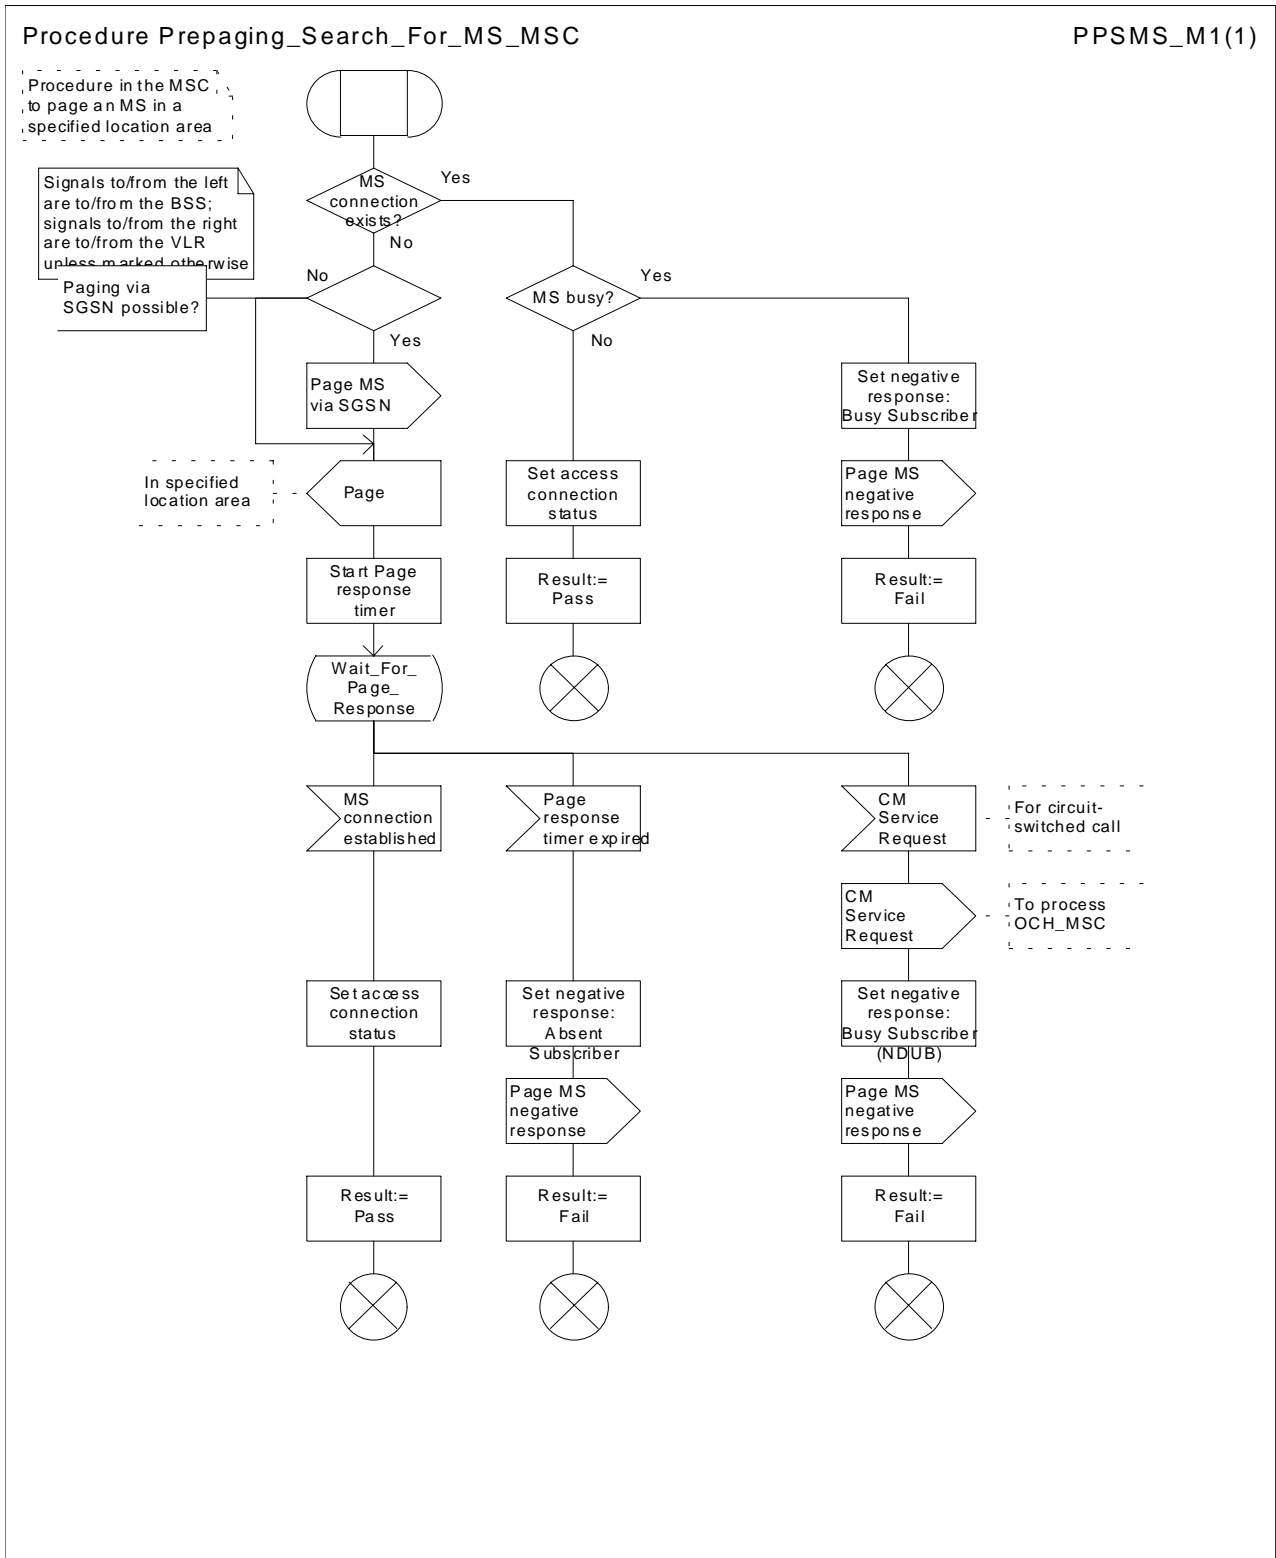 Procedure Prepaging_Search_For_MS_MSC
PPSMS_M1(1)
Procedure in the MSC
to page an MS in a
specified location area
Signals to/from the left
are to/from the BSS;
signals to/from the right
are to/from the VLR
unless marked otherwise
MS
connection
exists?
Yes
No
No
Paging via
SGSN possible?
Yes
MS busy?
Yes
No
Page MS
via SGSN
Set negative
response:
Busy Subscriber
In specified
location area
Page
Set access
connection
status
Page MS
negative
response
Start Page
response
timer
Result:=
Pass
Result:=
Fail
Wait_For_
Page_
Response
MS
connection
established
Page
response
timer expired
CM
Service
Request
For circuit-
switched call
CM
Service
Request
To process
OCH_MSC
Set access
connection
status
Set negative
response:
Absent
Subscriber
Set negative
response:
Busy Subscriber
(NDUB)
Page MS
negative
response
Page MS
negative
response
Result:=
Pass
Result:=
Fail
Result:=
Fail